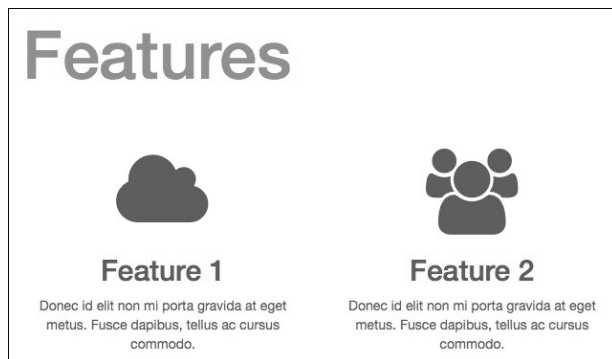 Features
Feature 1
Donec id elit non mi porta gravida at eget
metus. Fusce dapibus, tellus ac cursus
commodo.
Feature 2
Donec id elit non mi porta gravida at eget
metus. Fusce dapibus, tellus ac cursus
commodo.